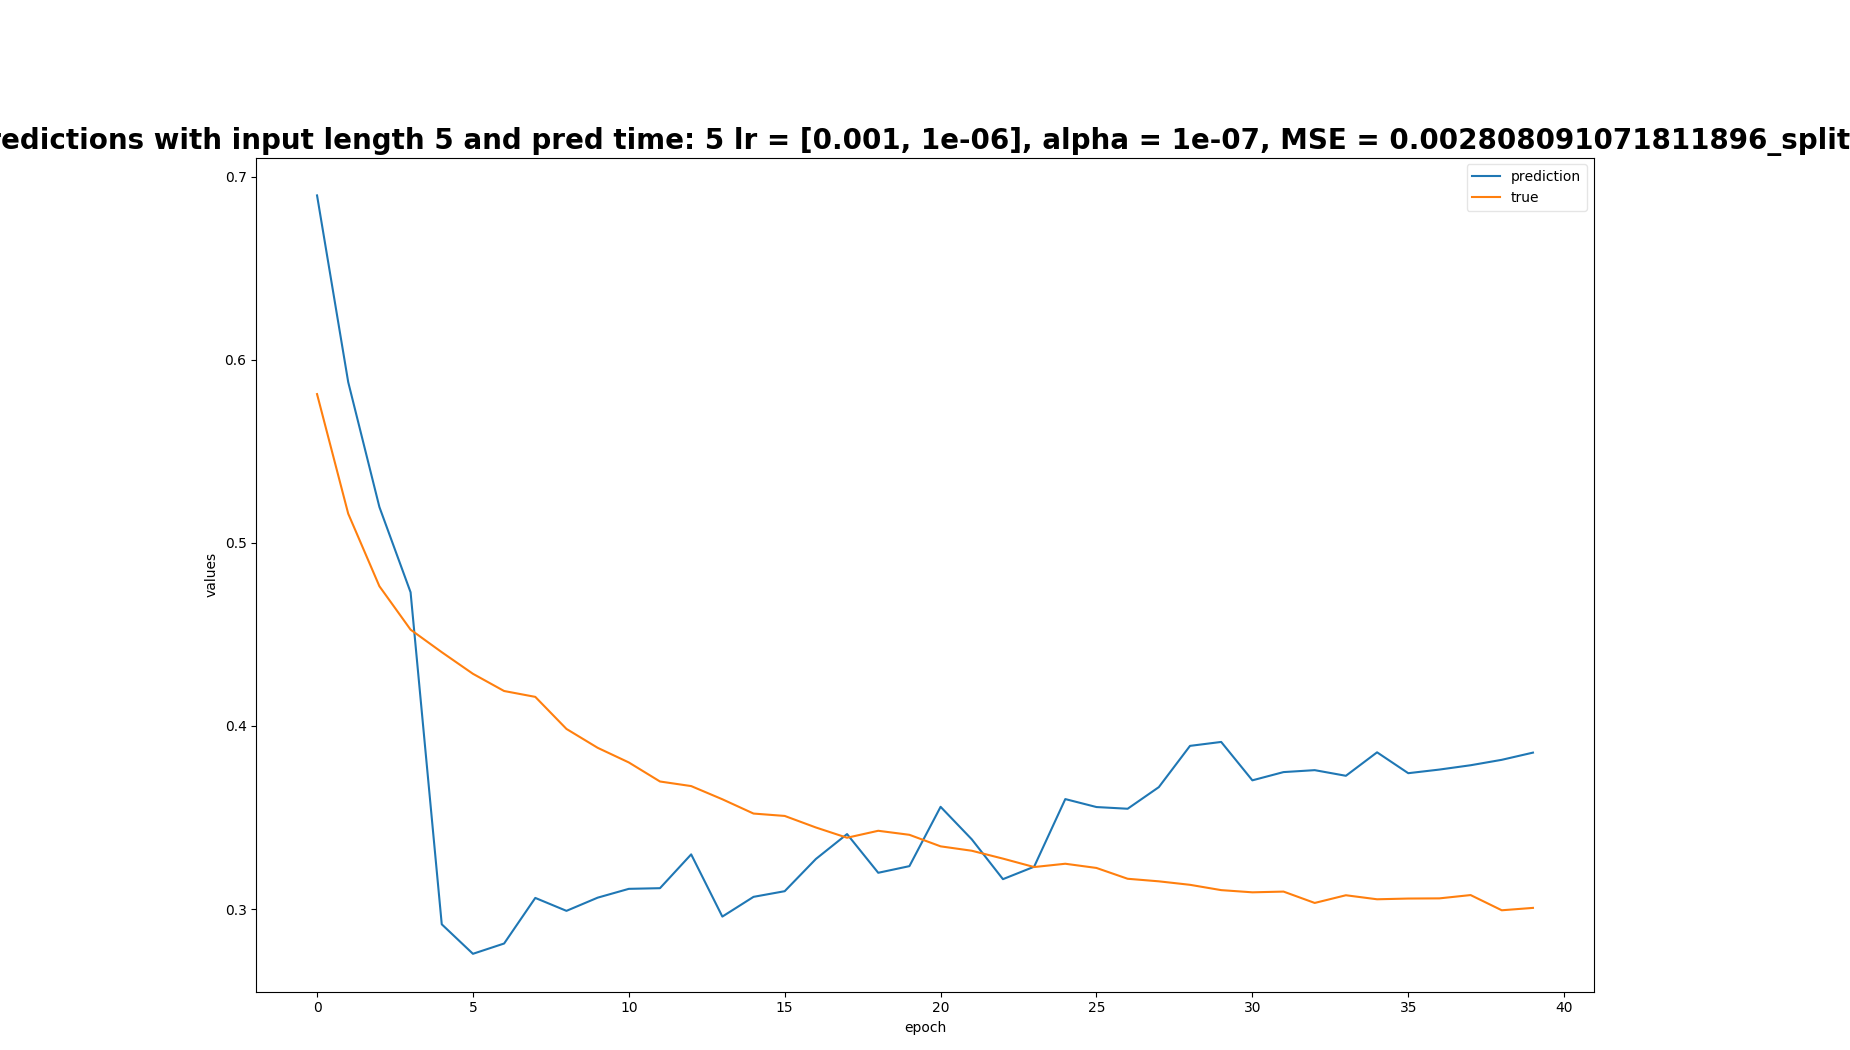 redictions with input length 5 and pred time: 5 lr = [0.001, 1e-06], alpha = 1e-07, MSE = 0.002808091071811896_split
prediction
true
0.7
0.6
0.5
0.4
0.3
values
0 5 10 15 20 25 30 35 40
epoch